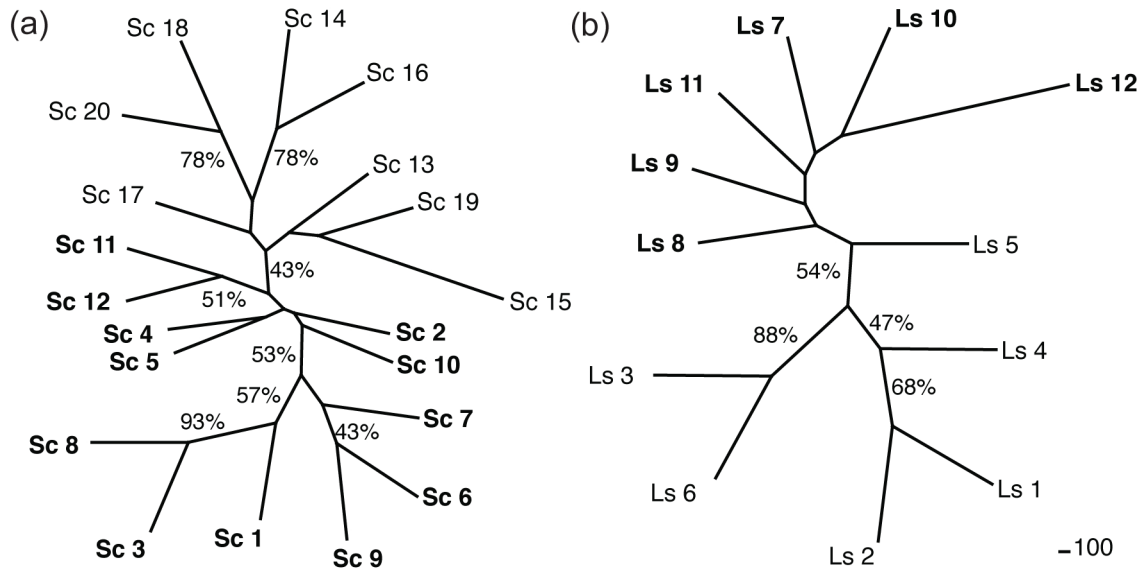 (a)
Sc 14
Sc 18
Sc 16
Sc 20
78%
78%
Sc 13
Sc 17
Sc 19
Sc 11
43%
Sc 12
51%
Sc 15
Sc 4
Sc 2
Sc 5
53%
Sc 10
57%
93%
Sc 7
43%
Sc 8
Sc 6
Sc 1
Sc 3
Sc 9
(b)
Ls 7
Ls 10
Ls 11
Ls 12
Ls 9
Ls 8
Ls 5
54%
88%
47%
Ls 4
Ls 3
68%
Ls 6
Ls 1
Ls 2
100